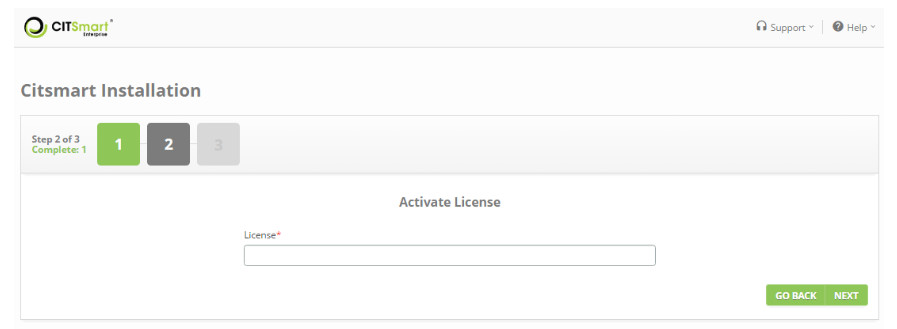 CITSmart
Enterprise
Support
Help
Citsmart Installation
Step 2 of 3
Complete: 1
1
2
3
Activate License
License*
GO BACK
NEXT